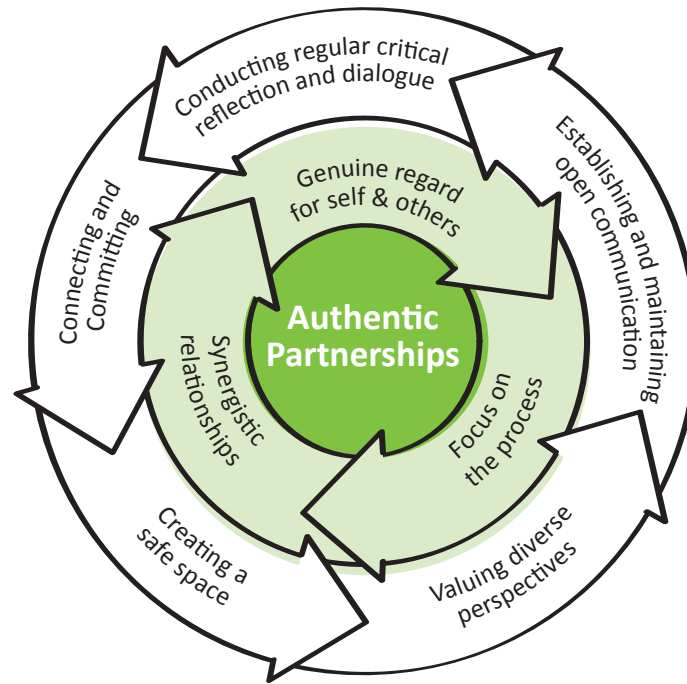 Conducting regular critical
reflection and dialogue
Establishing and maintaining
open communication
Connecting and
Committing
Genuine regard
for self & others
Authentic
Partnerships
Synergistic
relationships
Focus on
the process
Creating a
safe space
Valuing diverse
perspectives